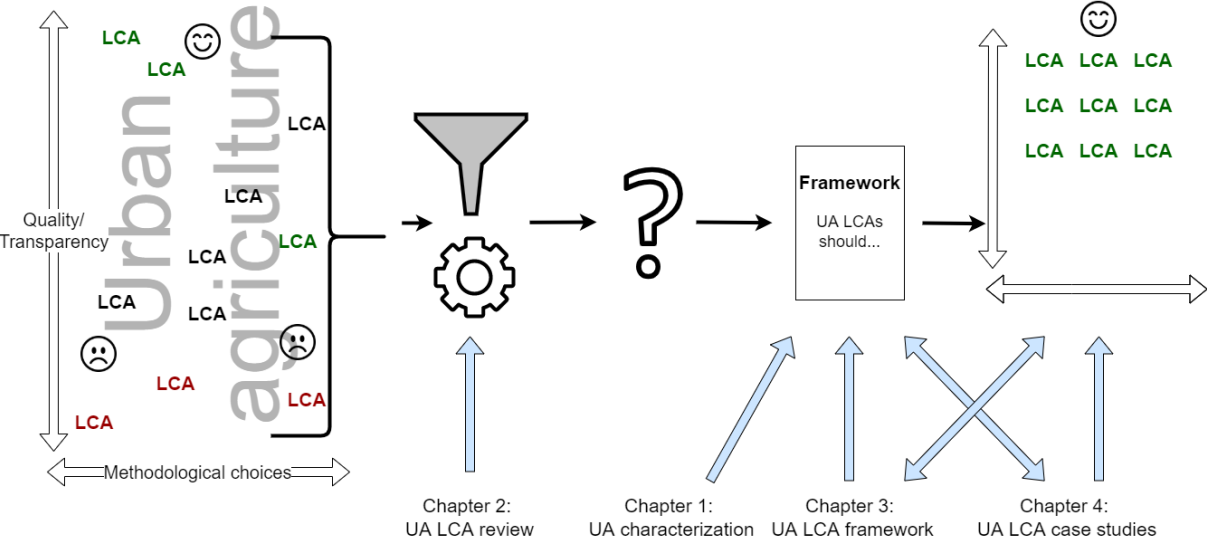 LCA
LCA
Urban
agriculture
LCA
LCA
Quality/
Transparency
LCA
LCA
LCA
LCA
LCA
LCA
LCA
Methodological choices
?
Framework
UA LCAs
should...
LCA LCA LCA
LCA LCA LCA
LCA LCA LCA
Chapter 2:
UA LCA review
Chapter 1:
UA characterization
Chapter 3:
UA LCA framework
Chapter 4:
UA LCA case studies